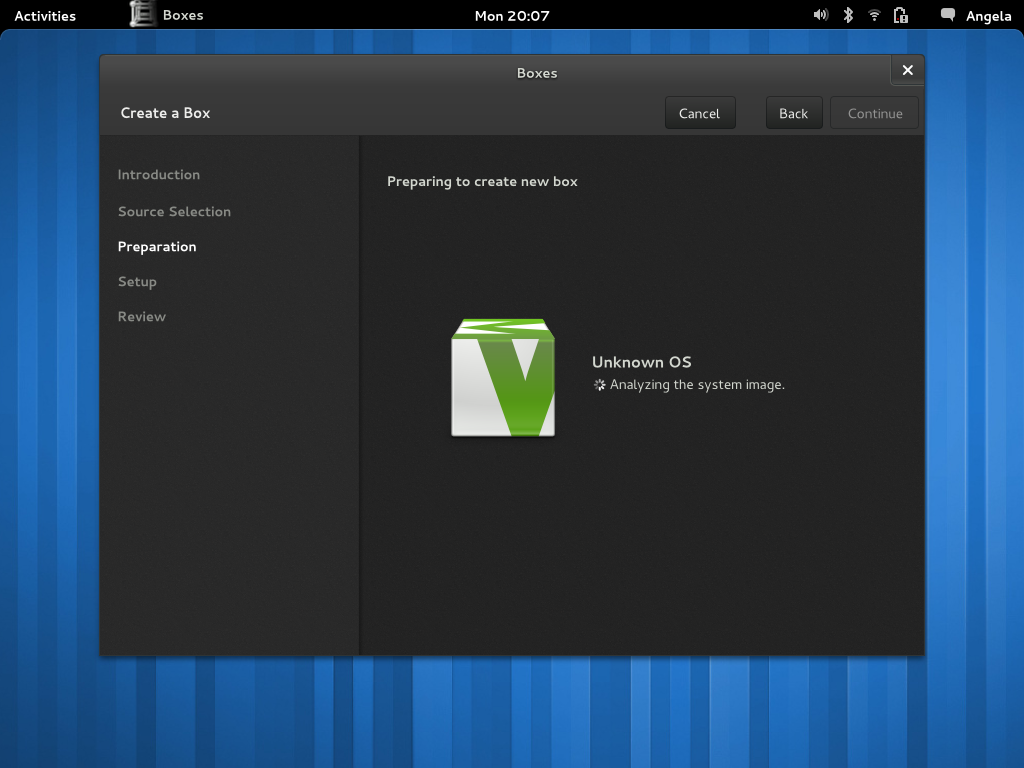 Activities Boxes Mon 20:07 Angela
Boxes
Create a Box Cancel Back Continue
Introduction
Source Selection
Preparation
Setup
Review
Preparing to create new box
Unknown OS
Analyzing the system image.